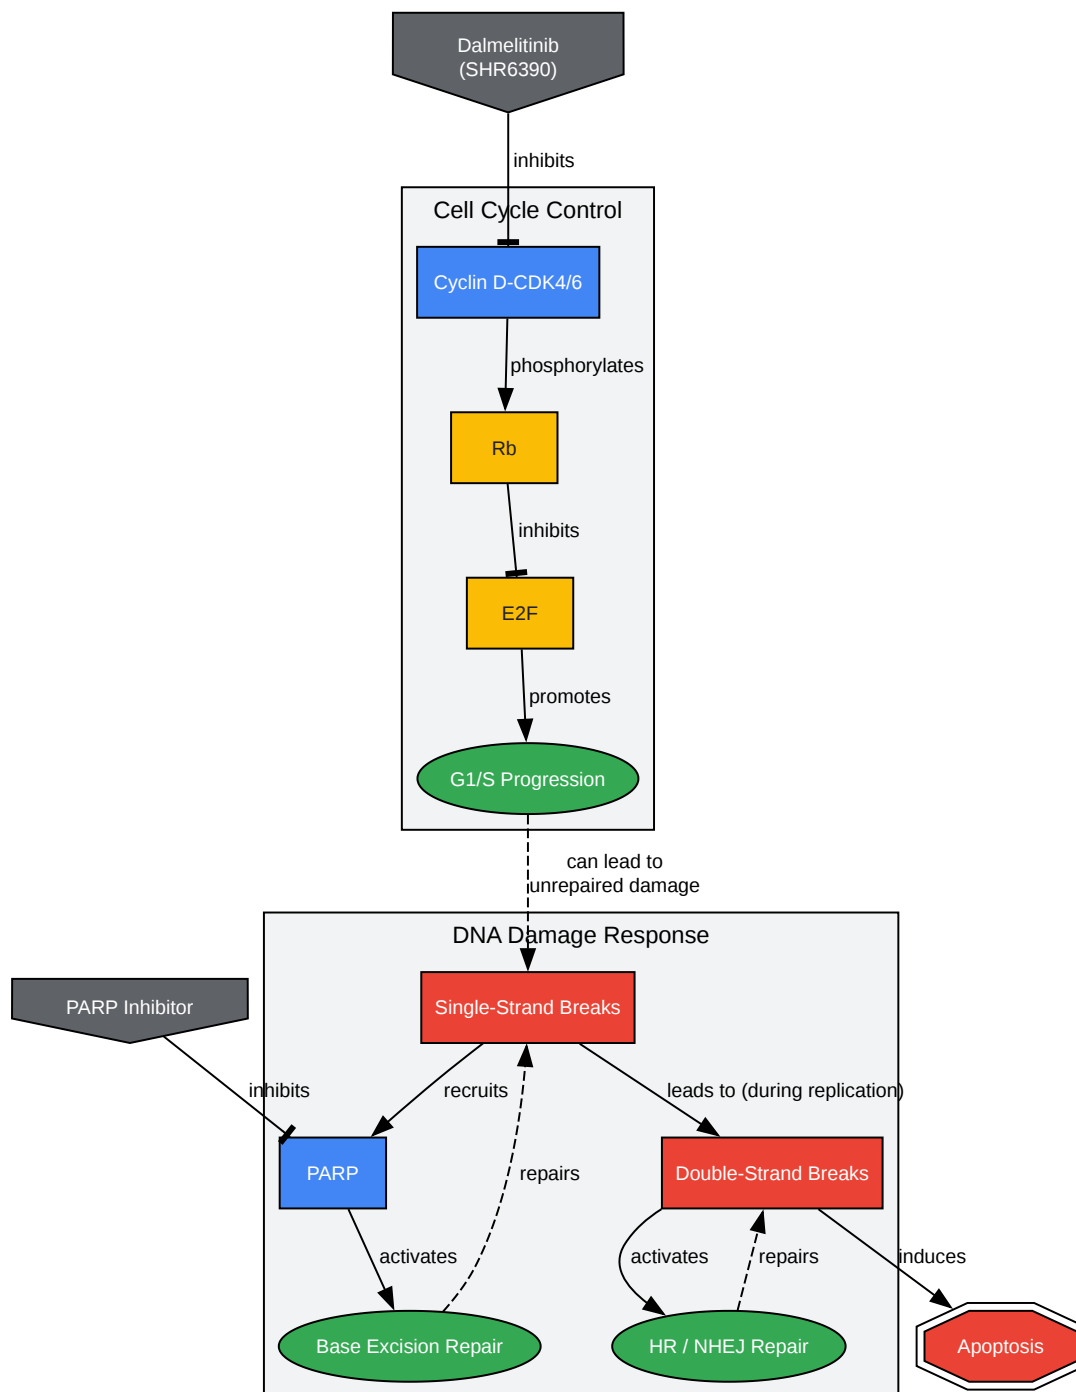 Dalmelitinib
(SHR6390)
inhibits
Cell Cycle Control
Cyclin D-CDK4/6
phosphorylates
Rb
inhibits
E2F
promotes
G1/S Progression
can lead to
unrepaired damage
DNA Damage Response
PARP Inhibitor
Single-Strand Breaks
inhibits
recruits
leads to (during replication)
PARP
repairs
Double-Strand Breaks
activates
activates
repairs
induces
Base Excision Repair
HR / NHEJ Repair
Apoptosis